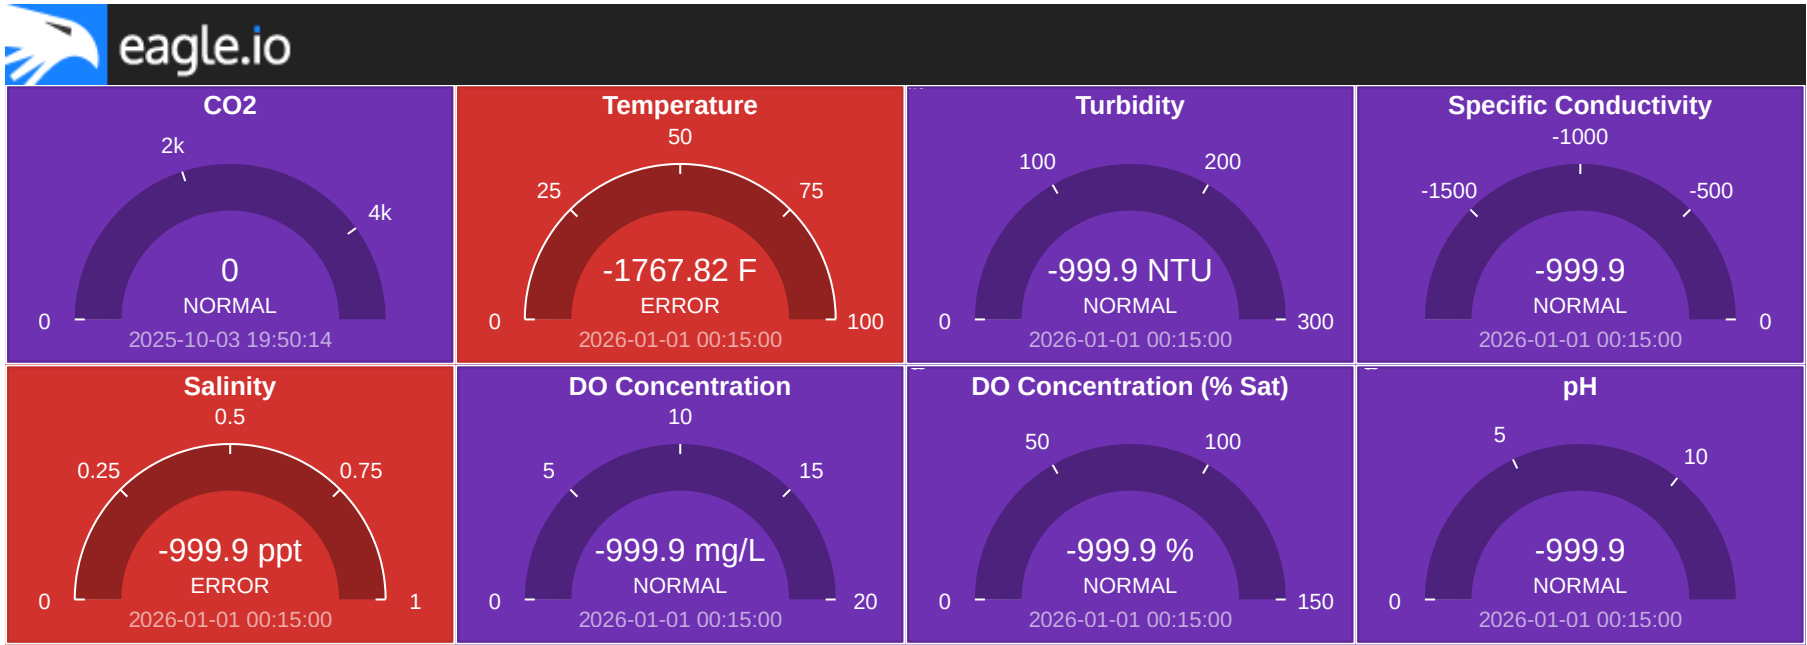 eagle.io
CO2
2k
4k
0
0
NORMAL
2025-10-03 19:50:14
Temperature
50
25
75
-1767.82 F
ERROR
0
100
2026-01-01 00:15:00
Turbidity
100
200
-999.9 NTU
NORMAL
0
300
2026-01-01 00:15:00
Specific Conductivity
-1000
-1500
-500
-999.9
NORMAL
0
2026-01-01 00:15:00
Salinity
0.5
0.25
0.75
-999.9 ppt
ERROR
0
1
2026-01-01 00:15:00
DO Concentration
10
5
15
-999.9 mg/L
NORMAL
0
20
2026-01-01 00:15:00
DO Concentration (% Sat)
50
100
-999.9 %
NORMAL
0
150
2026-01-01 00:15:00
pH
5
10
-999.9
NORMAL
0
2026-01-01 00:15:00